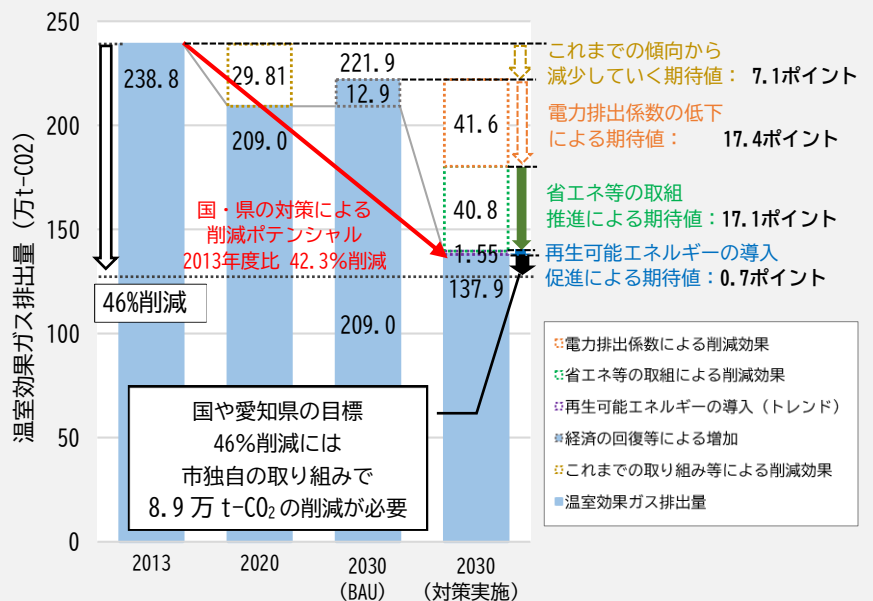 温室効果ガス排出量（万t-CO2）
250
200
150
100
50
0
238.8
29.81
209.0
221.9
12.9
209.0
41.6
40.8
1.55
137.9
46%削減
国・県の対策による
削減ポテンシャル
2013年度比 42.3%削減
国や愛知県の目標
46%削減には
市独自の取り組みで
8.9 万 t-CO₂ の削減が必要
これまでの傾向から
減少していく期待値： 7.1ポイント
電力排出係数の低下
による期待値： 17.4ポイント
省エネ等の取組
推進による期待値：17.1ポイント
再生可能エネルギーの導入
促進による期待値：0.7ポイント
電力排出係数による削減効果
省エネ等の取組による削減効果
再生可能エネルギーの導入（トレンド）
経済の回復等による増加
これまでの取り組み等による削減効果
温室効果ガス排出量
2013
2020
2030
(BAU)
2030
(対策実施)